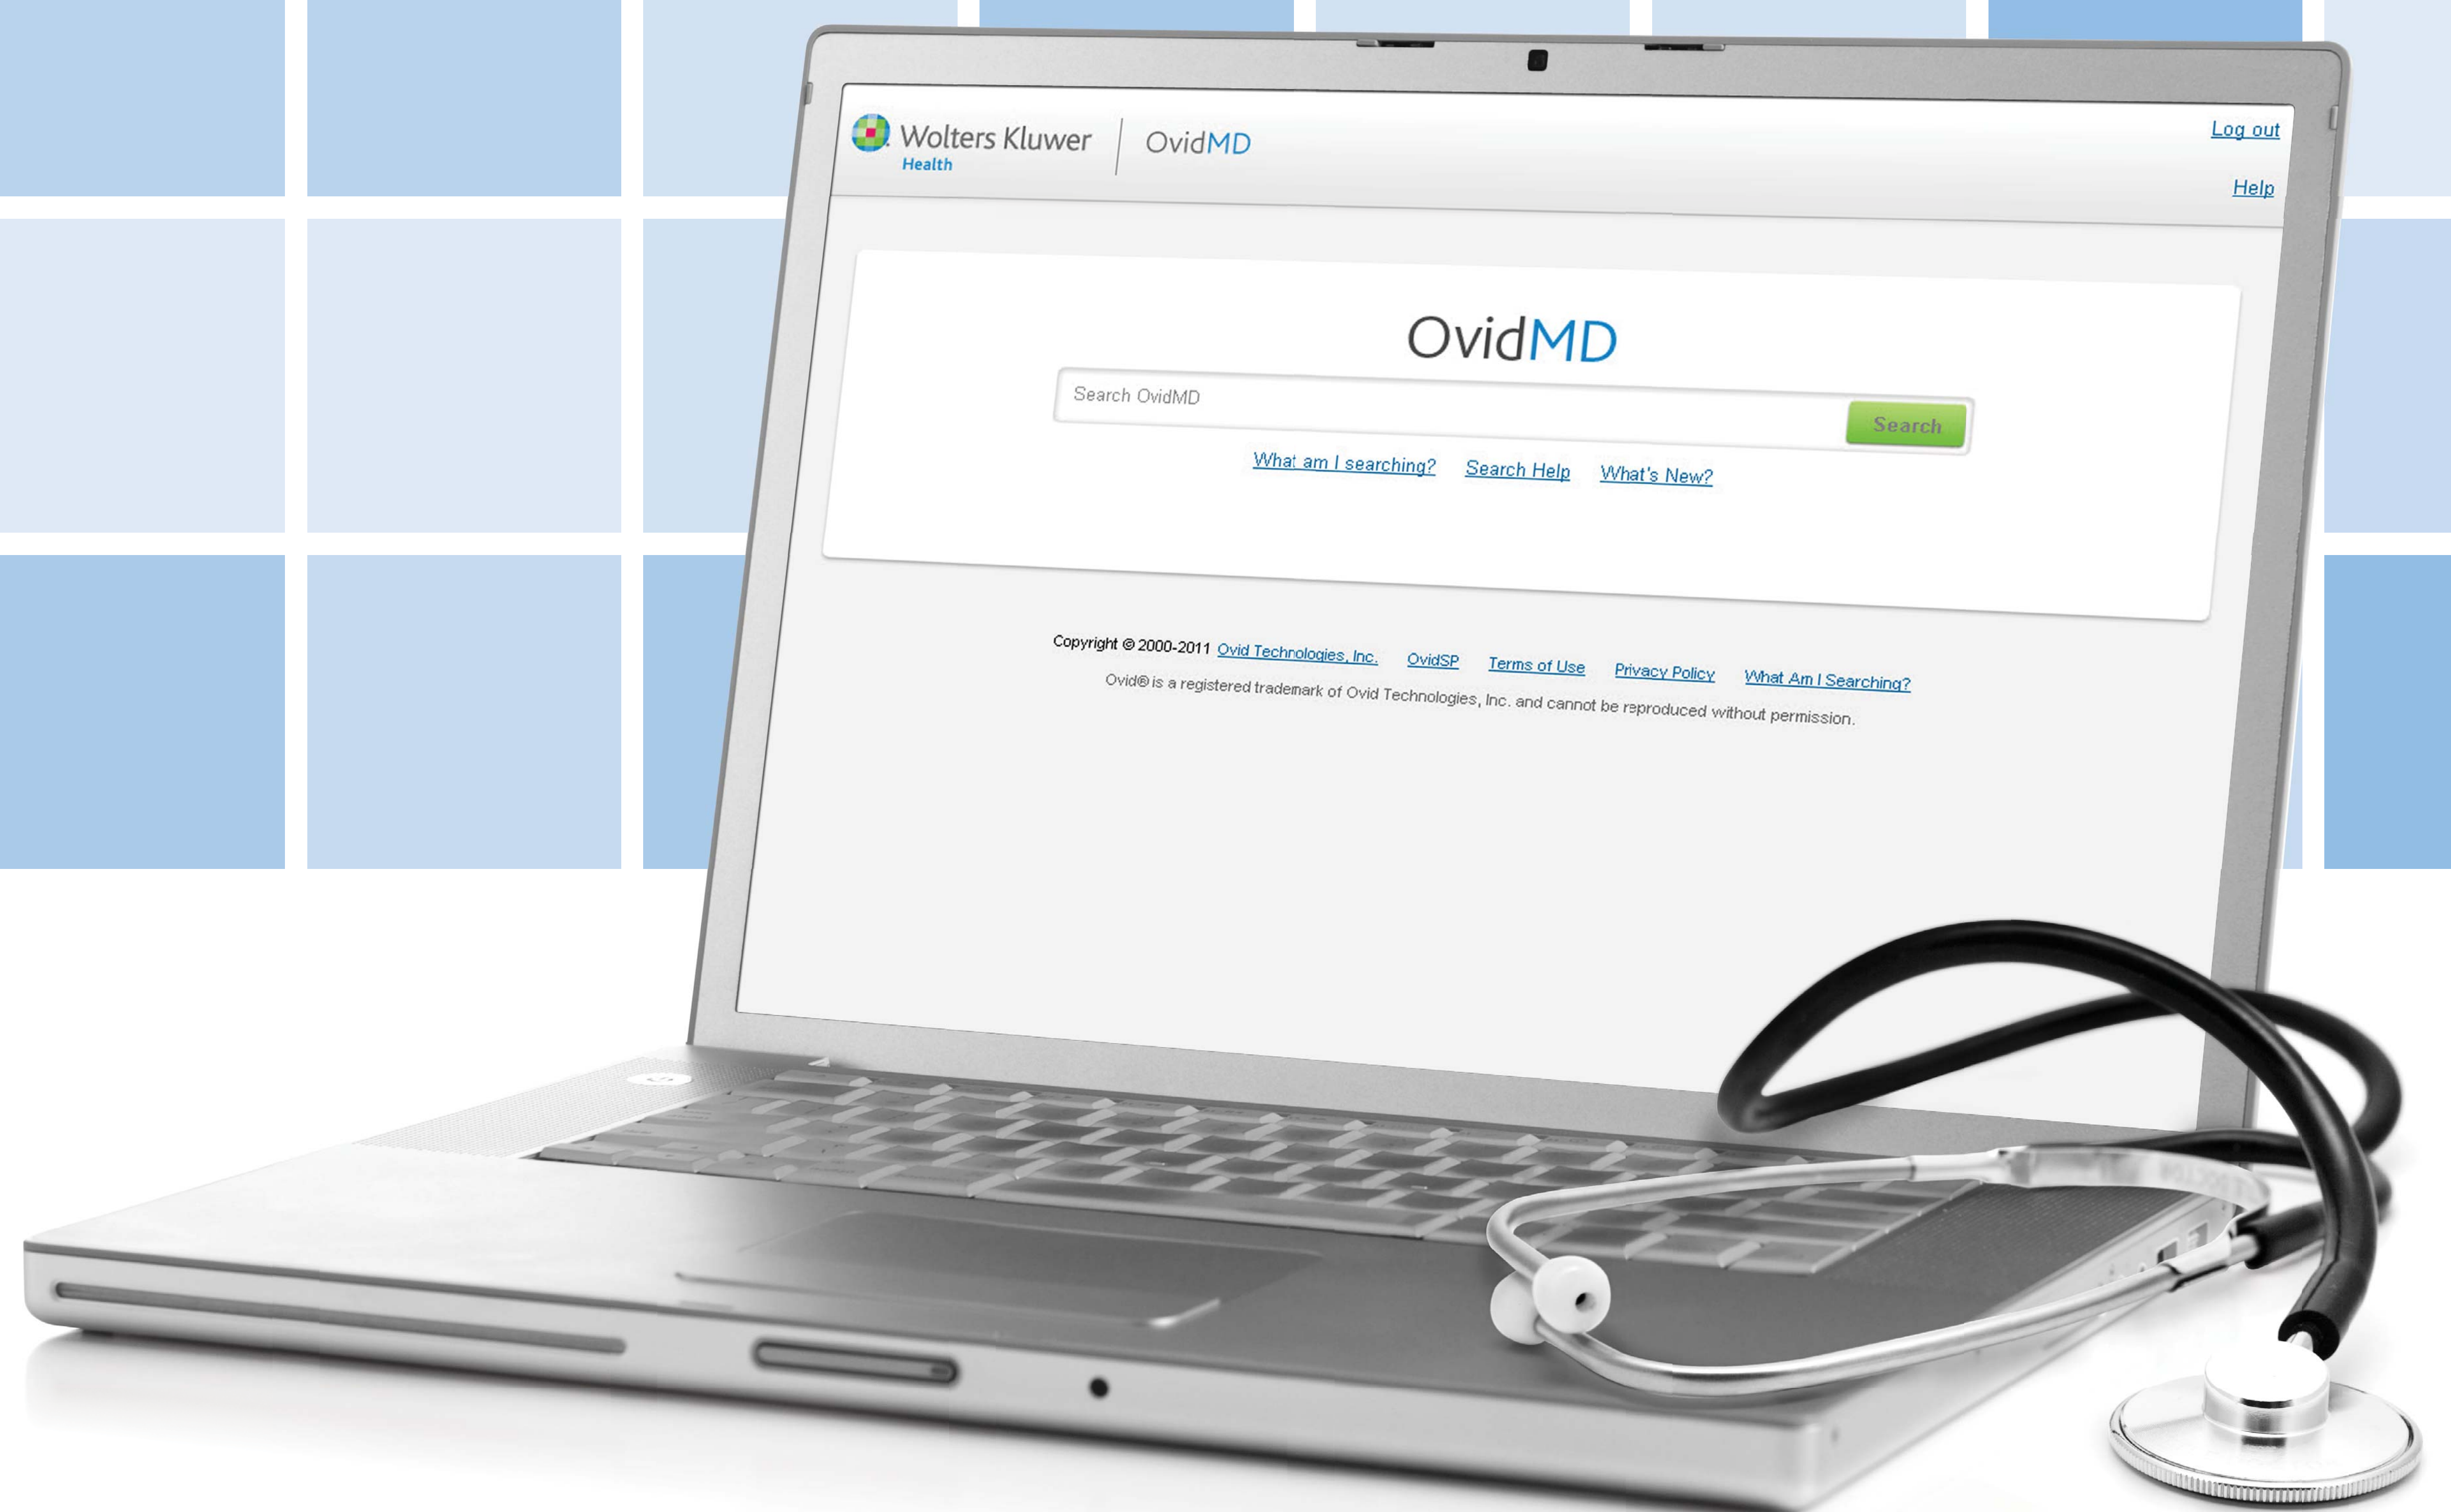 Wolters Kluwer
Health
OvidMD
Log out
Help
OvidMD
Search OvidMD
Search
What am I searching? Search Help What's New?
Copyright © 2000-2011 Ovid Technologies, Inc. OvidSP Terms of Use Privacy Policy What Am I Searching?
Ovid® is a registered trademark of Ovid Technologies, Inc. and cannot be reproduced without permission.